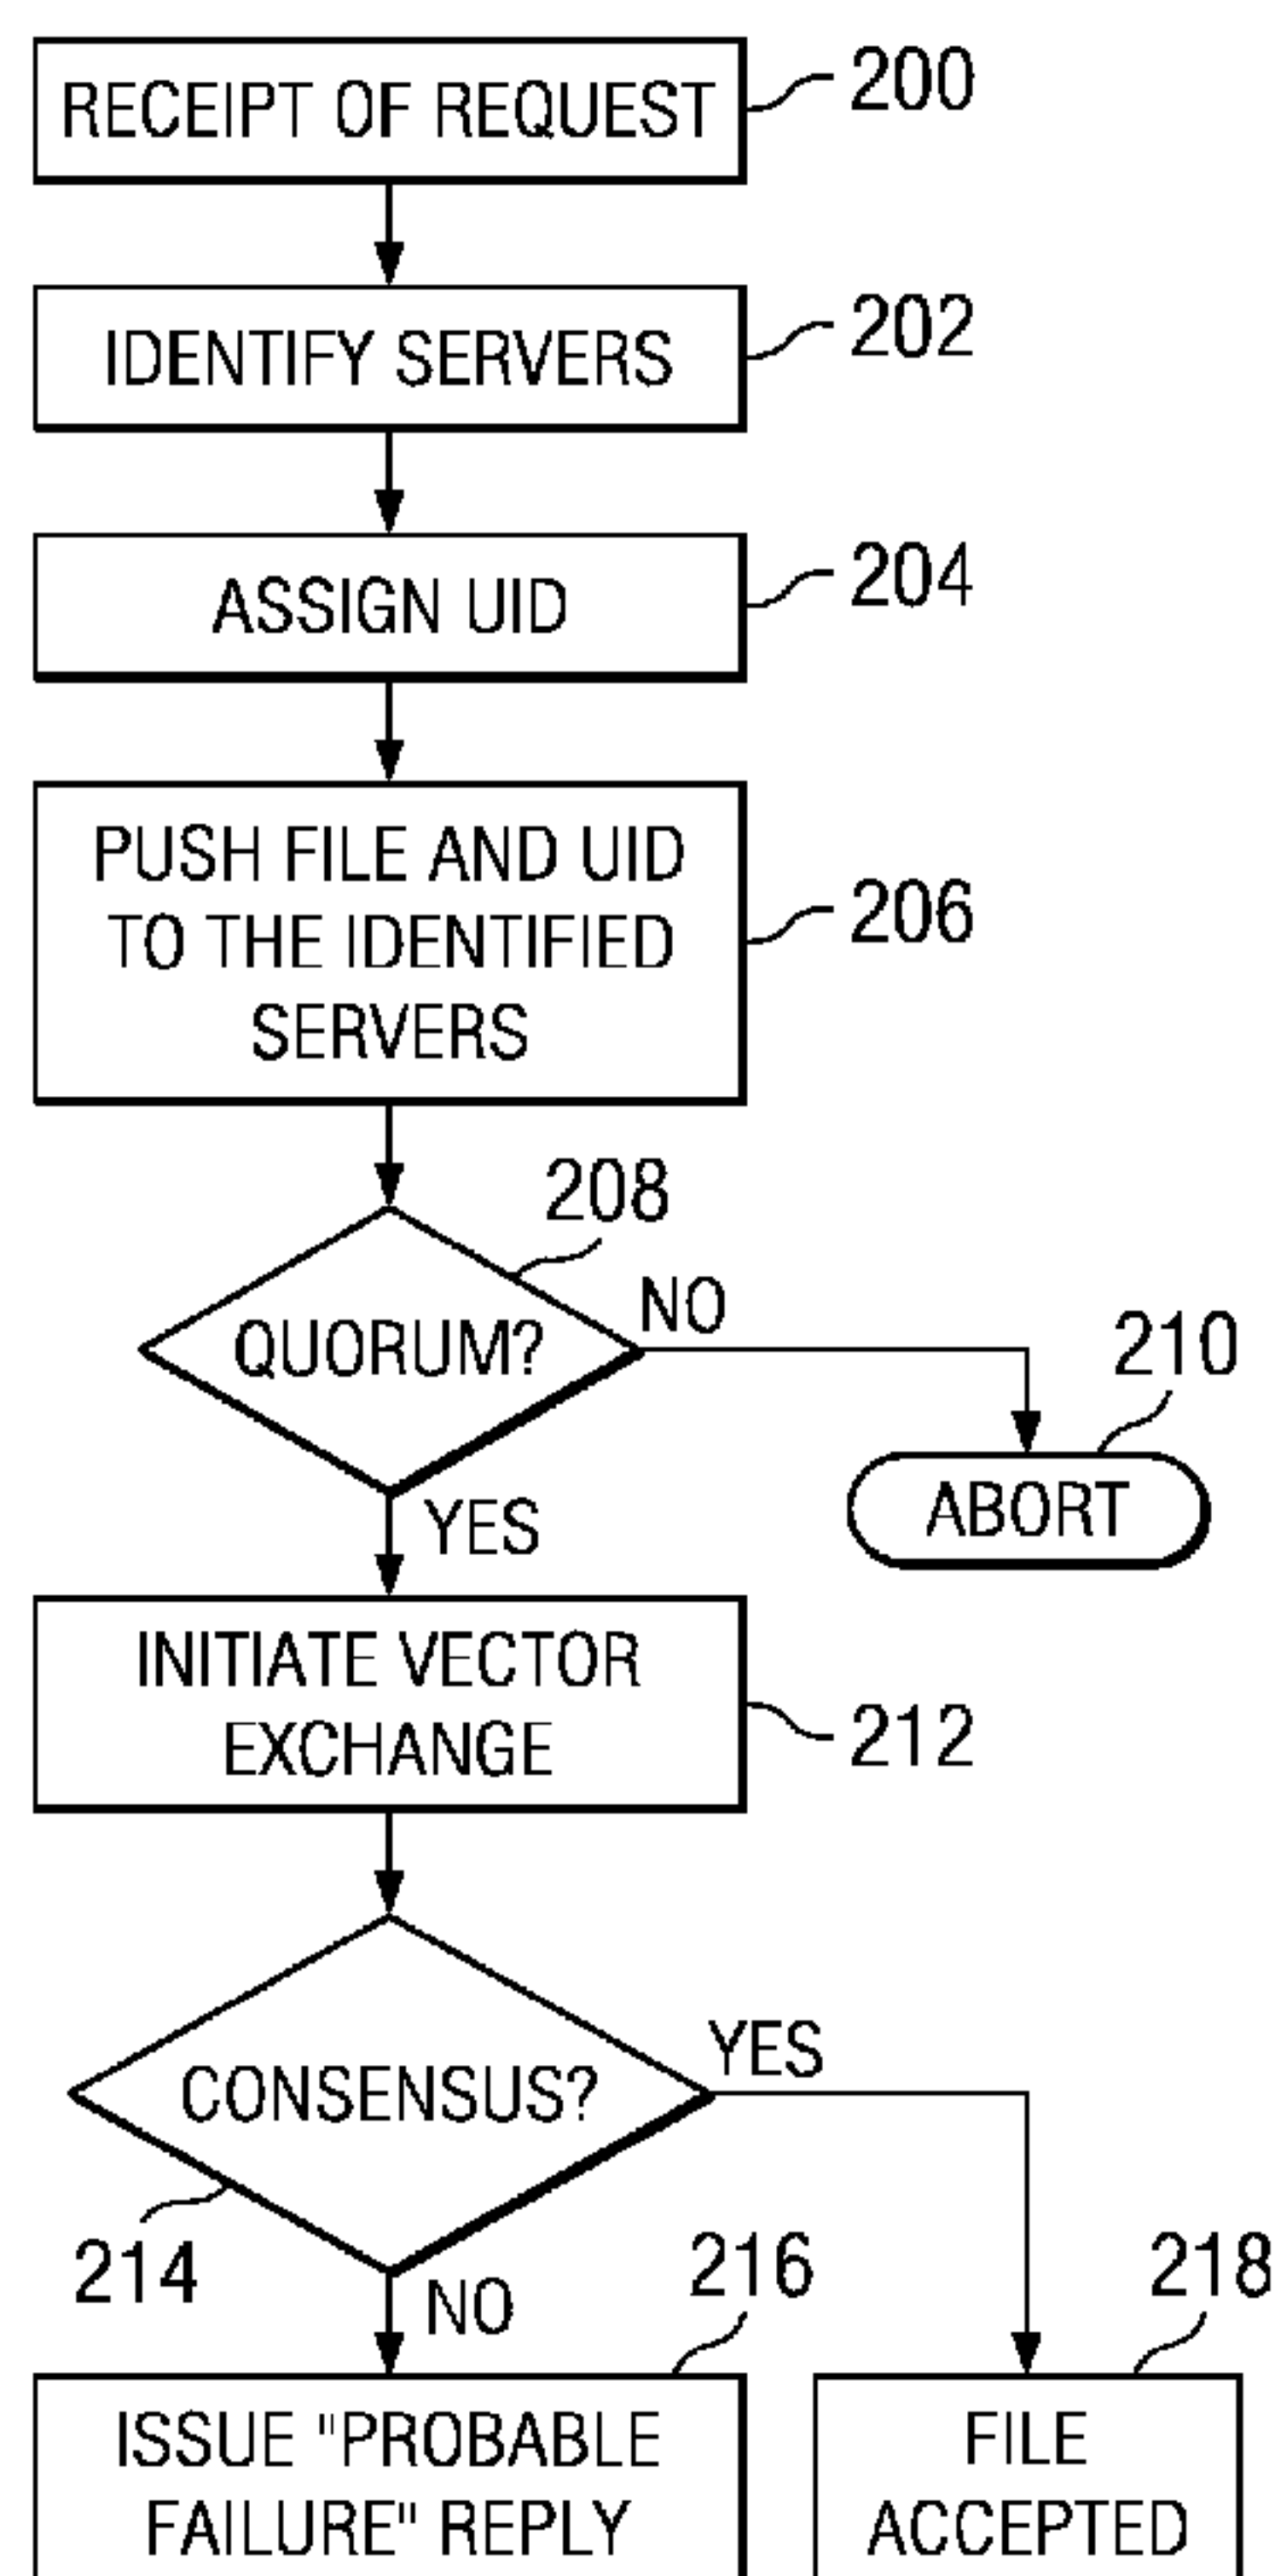 RECEIPT OF REQUEST
200
IDENTIFY SERVERS
202
ASSIGN UID
204
PUSH FILE AND UID
TO THE IDENTIFIED
SERVERS
206
208
QUORUM?
NO
210
ABORT
YES
INITIATE VECTOR
EXCHANGE
212
CONSENSUS?
YES
214
NO
216
218
ISSUE "PROBABLE
FAILURE" REPLY
FILE
ACCEPTED